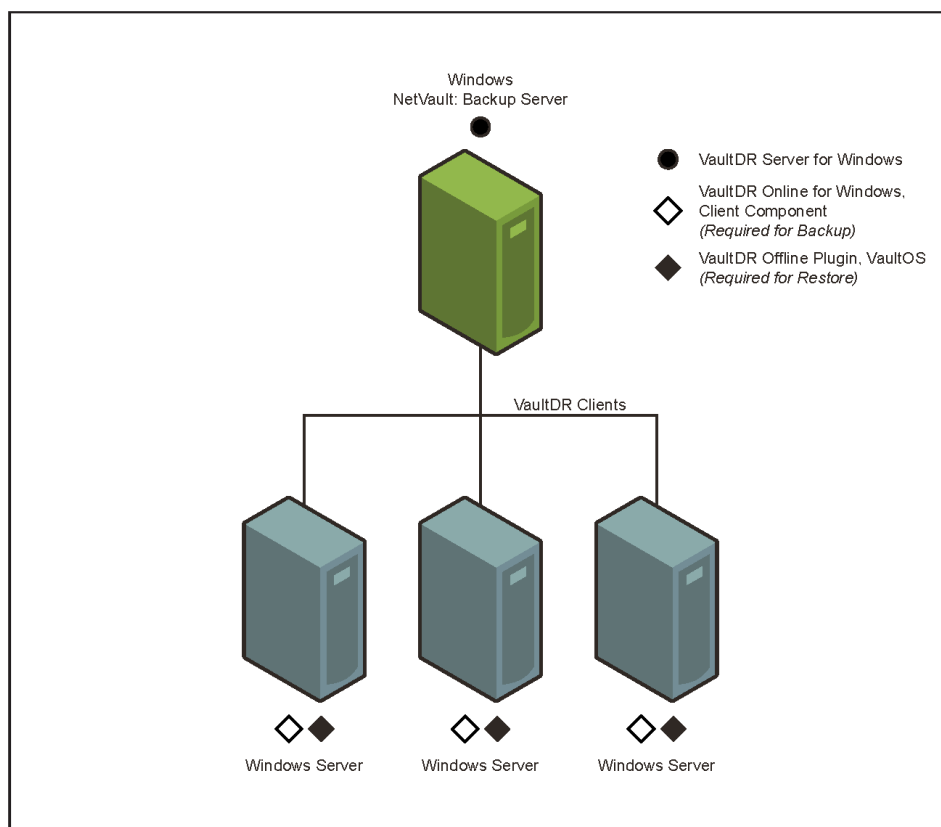 Windows
NetVault: Backup Server
VaultDR Server for Windows
VaultDR Online for Windows,
Client Component
(Required for Backup)
VaultDR Offline Plugin, VaultOS
(Required for Restore)
VaultDR Clients
Windows Server
Windows Server
Windows Server